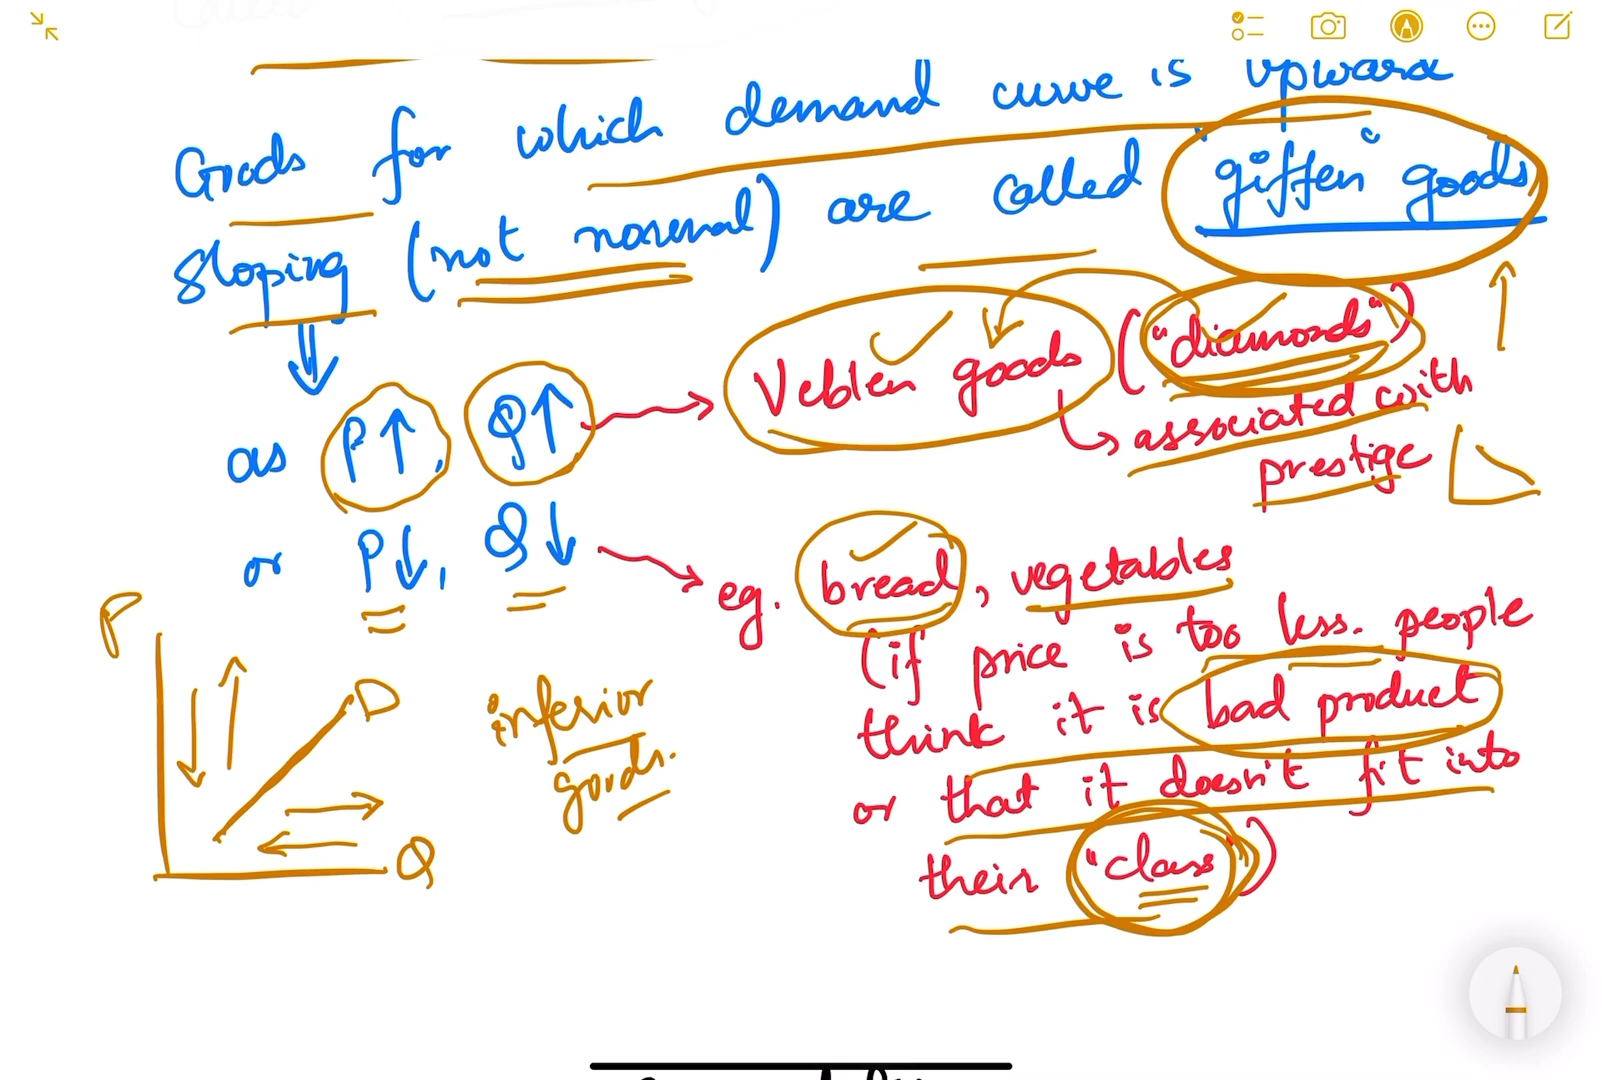 Goods for which demand curve is upward
sloping (not normal) are called "giffen" goods
as P↑, Q↑ → Veblen goods ("diamonds")
↳ associated with
prestige
or P↓, Q↓ → eg. bread, vegetables
(if price is too less. people
think it is bad product
or that it doesn't fit into
their "class")
P
D
Q
inferior
goods.